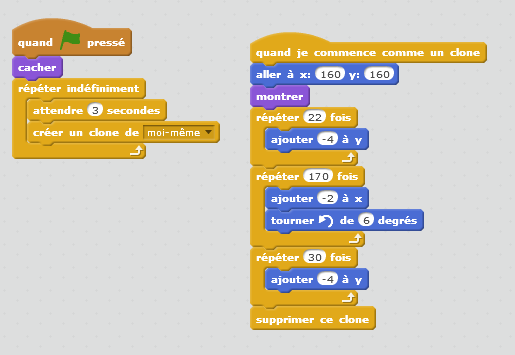 quand pressé
cacher
répéter indéfiniment
attendre 3 secondes
créer un clone de moi-même
quand je commence comme un clone
aller à x: 160 y: 160
montrer
répéter 22 fois
ajouter -4 à y
répéter 170 fois
ajouter -2 à x
tourner de 6 degrés
répéter 30 fois
ajouter -4 à y
supprimer ce clone